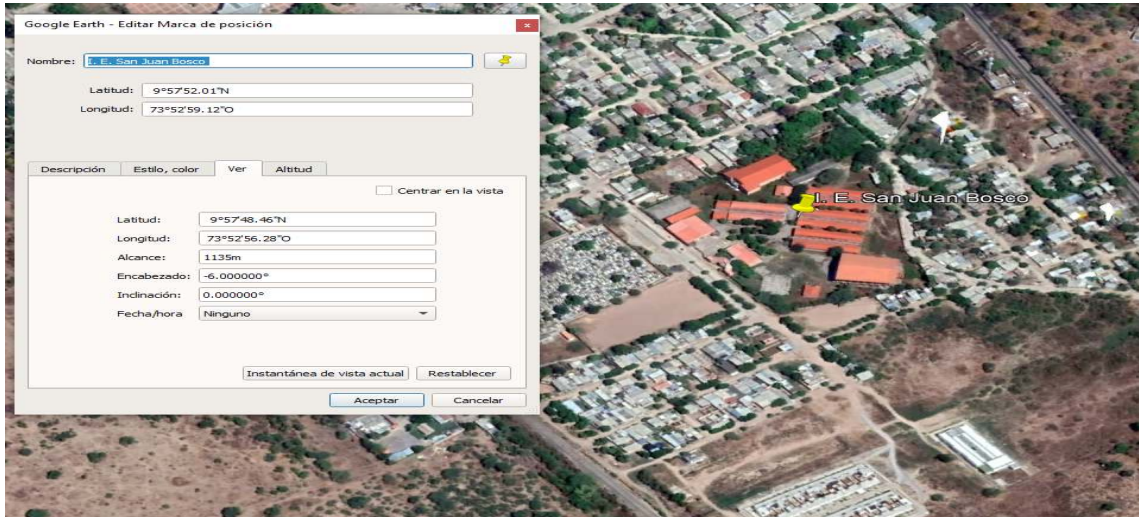 Google Earth - Editar Marca de posición
Nombre: I. E. San Juan Bosco
Latitud: 9°57'52.01"N
Longitud: 73°52'59.12"O
Descripción Estilo, color Ver Altitud
Centrar en la vista
Latitud: 9°57'48.46"N
Longitud: 73°52'56.28"O
Alcance: 1135m
Encabezado: -6.000000°
Inclinación: 0.000000°
Fecha/hora Ninguno
Instantánea de vista actual Restablecer
Aceptar Cancelar
I. E. San Juan Bosco